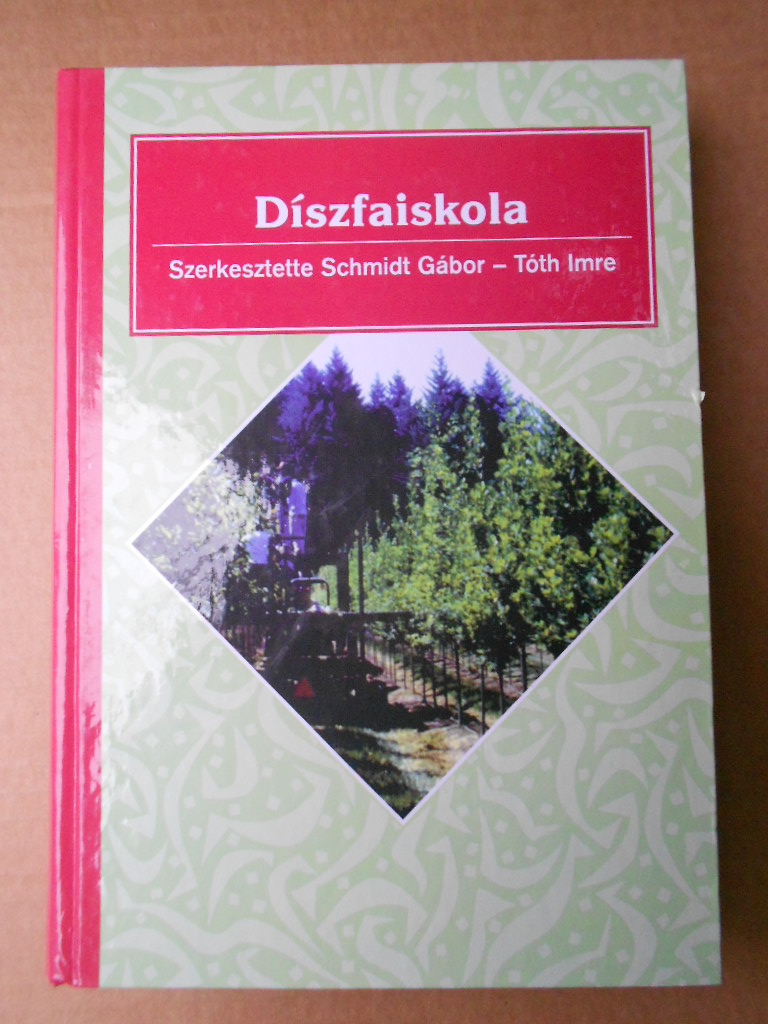 Díszfaiskola
Szerkesztette Schmidt Gábor – Tóth Imre